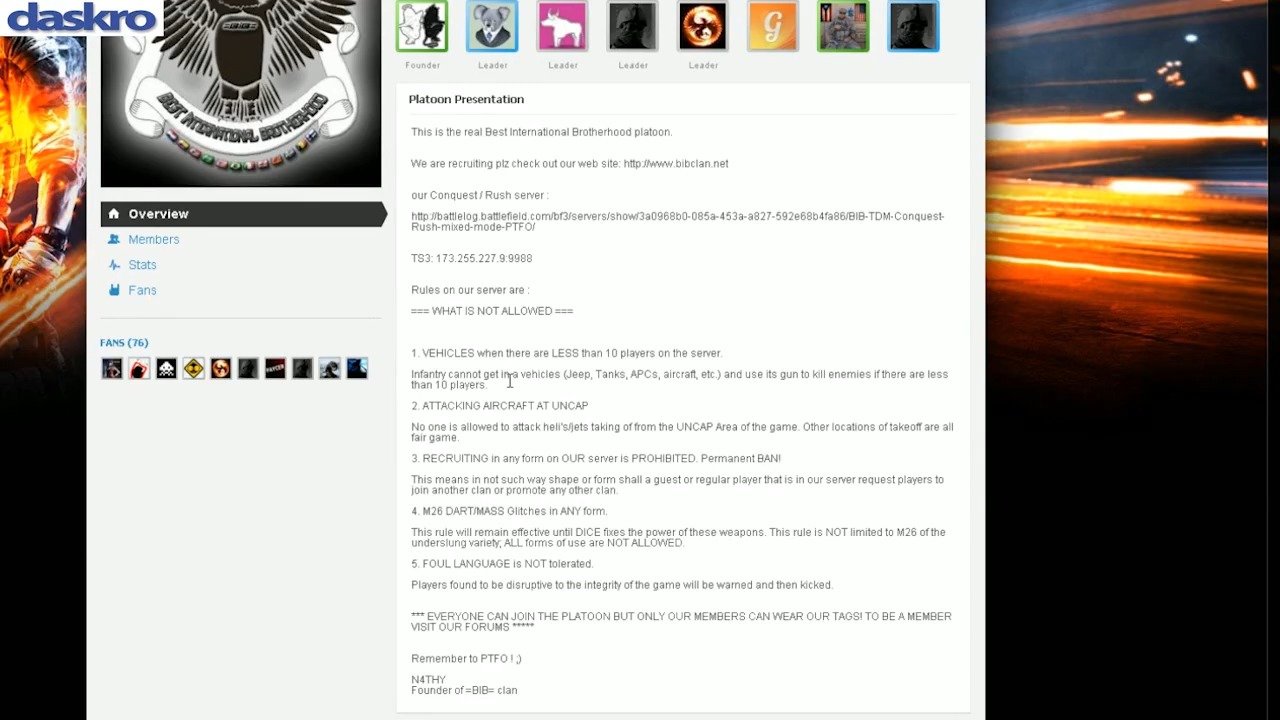 daskro
BEST INTERNATIONAL BROTHERHOOD
Founder
Leader
Leader
Leader
Leader
Platoon Presentation
This is the real Best International Brotherhood platoon.
We are recruiting plz check out our web site: http://www.bibclan.net
our Conquest / Rush server :
http://battlelog.battlefield.com/bf3/servers/show/3a0968b0-085a-453a-a827-592e68b4fa86/BIB-TDM-Conquest-
Rush-mixed-mode-PTFO/
TS3: 173.255.227.9:9988
Rules on our server are :
=== WHAT IS NOT ALLOWED ===
1. VEHICLES when there are LESS than 10 players on the server.
Infantry cannot get in a vehicles (Jeep, Tanks, APCs, aircraft, etc.) and use its gun to kill enemies if there are less
than 10 players.
2. ATTACKING AIRCRAFT AT UNCAP
No one is allowed to attack heli's/jets taking of from the UNCAP Area of the game. Other locations of takeoff are all
fair game.
3. RECRUITING in any form on OUR server is PROHIBITED. Permanent BAN!
This means in not such way shape or form shall a guest or regular player that is in our server request players to
join another clan or promote any other clan.
4. M26 DART/MASS Glitches in ANY form.
This rule will remain effective until DICE fixes the power of these weapons. This rule is NOT limited to M26 of the
underslung variety; ALL forms of use are NOT ALLOWED.
5. FOUL LANGUAGE is NOT tolerated.
Players found to be disruptive to the integrity of the game will be warned and then kicked.
*** EVERYONE CAN JOIN THE PLATOON BUT ONLY OUR MEMBERS CAN WEAR OUR TAGS! TO BE A MEMBER
VISIT OUR FORUMS *****
Remember to PTFO ! ;)
N4THY
Founder of =BIB= clan
Overview
Members
Stats
Fans
FANS (76)